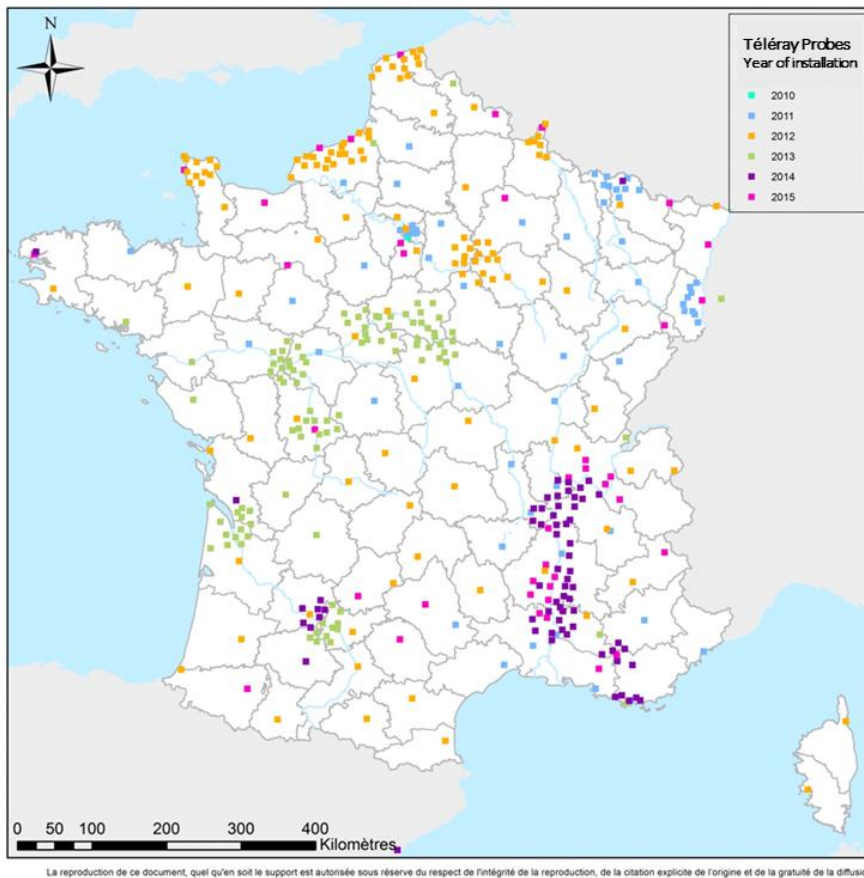 N
Téléray Probes
Year of installation
2010
2011
2012
2013
2014
2015
0 50 100 200 300 400
Kilomètres
La reproduction de ce document, quel qu'en soit le support est autorisée sous réserve du respect de l'intégrité de la reproduction, de la citation explicite de l'origine et de la gratuité de la diffus